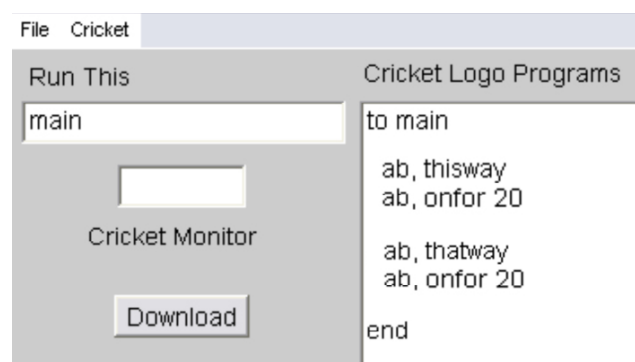 File Cricket
Run This
main
Cricket Monitor
Download
Cricket Logo Programs
to main
ab, thisway
ab, onfor 20
ab, thatway
ab, onfor 20
end